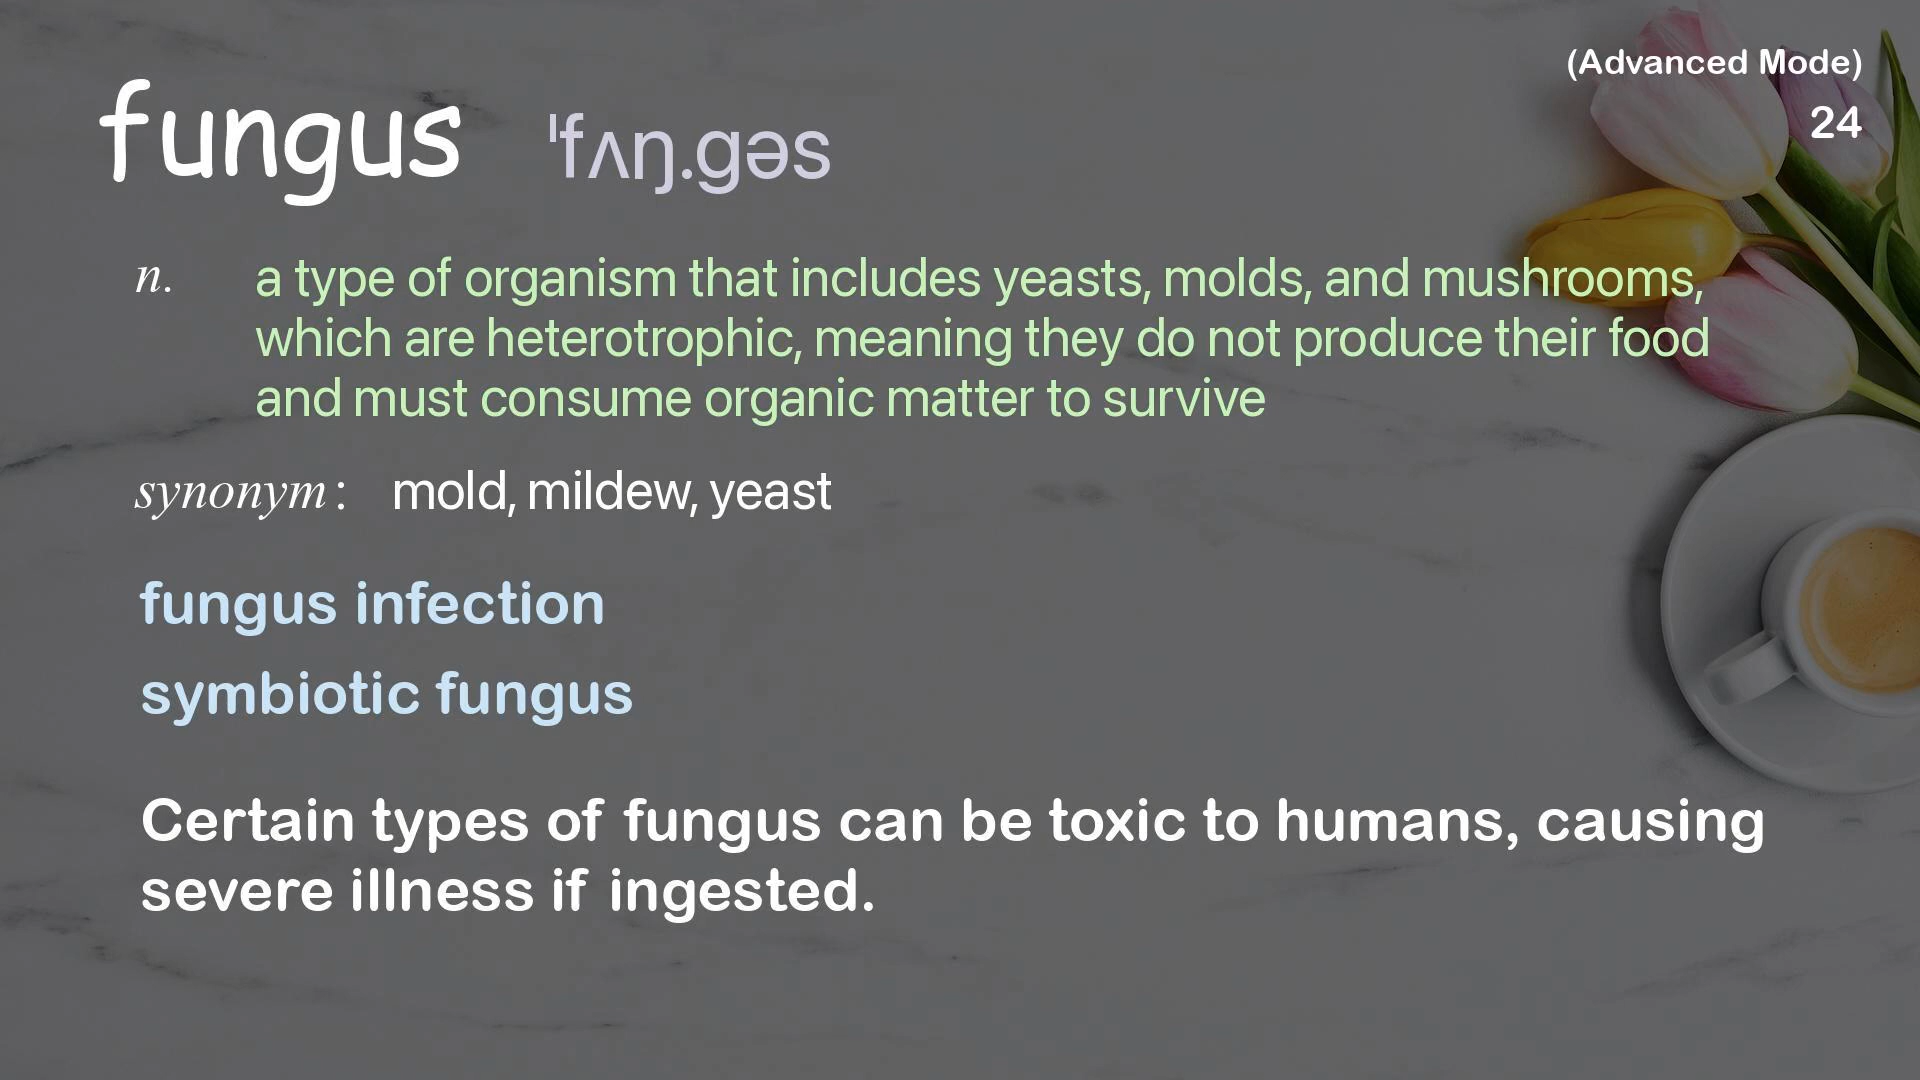 (Advanced Mode)
24
fungus ˈfʌŋ.gəs
n. a type of organism that includes yeasts, molds, and mushrooms,
which are heterotrophic, meaning they do not produce their food
and must consume organic matter to survive
synonym: mold, mildew, yeast
fungus infection
symbiotic fungus
Certain types of fungus can be toxic to humans, causing
severe illness if ingested.